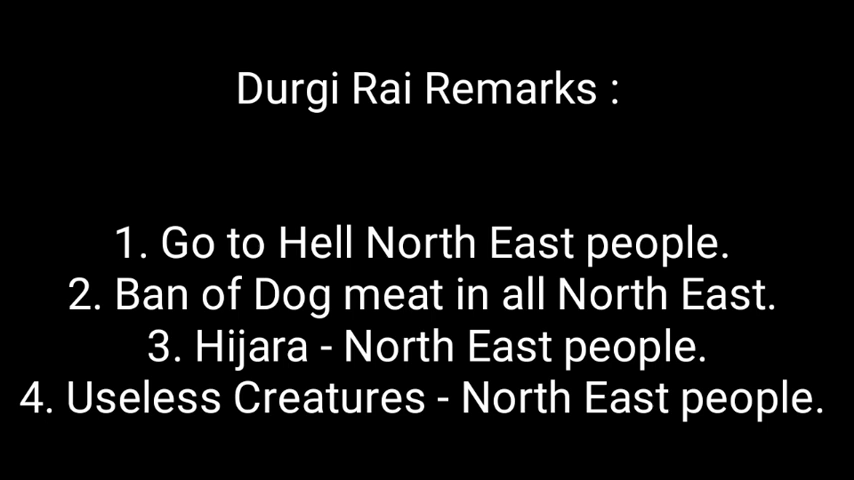 Durgi Rai Remarks :
1. Go to Hell North East people.
2. Ban of Dog meat in all North East.
3. Hijara - North East people.
4. Useless Creatures - North East people.